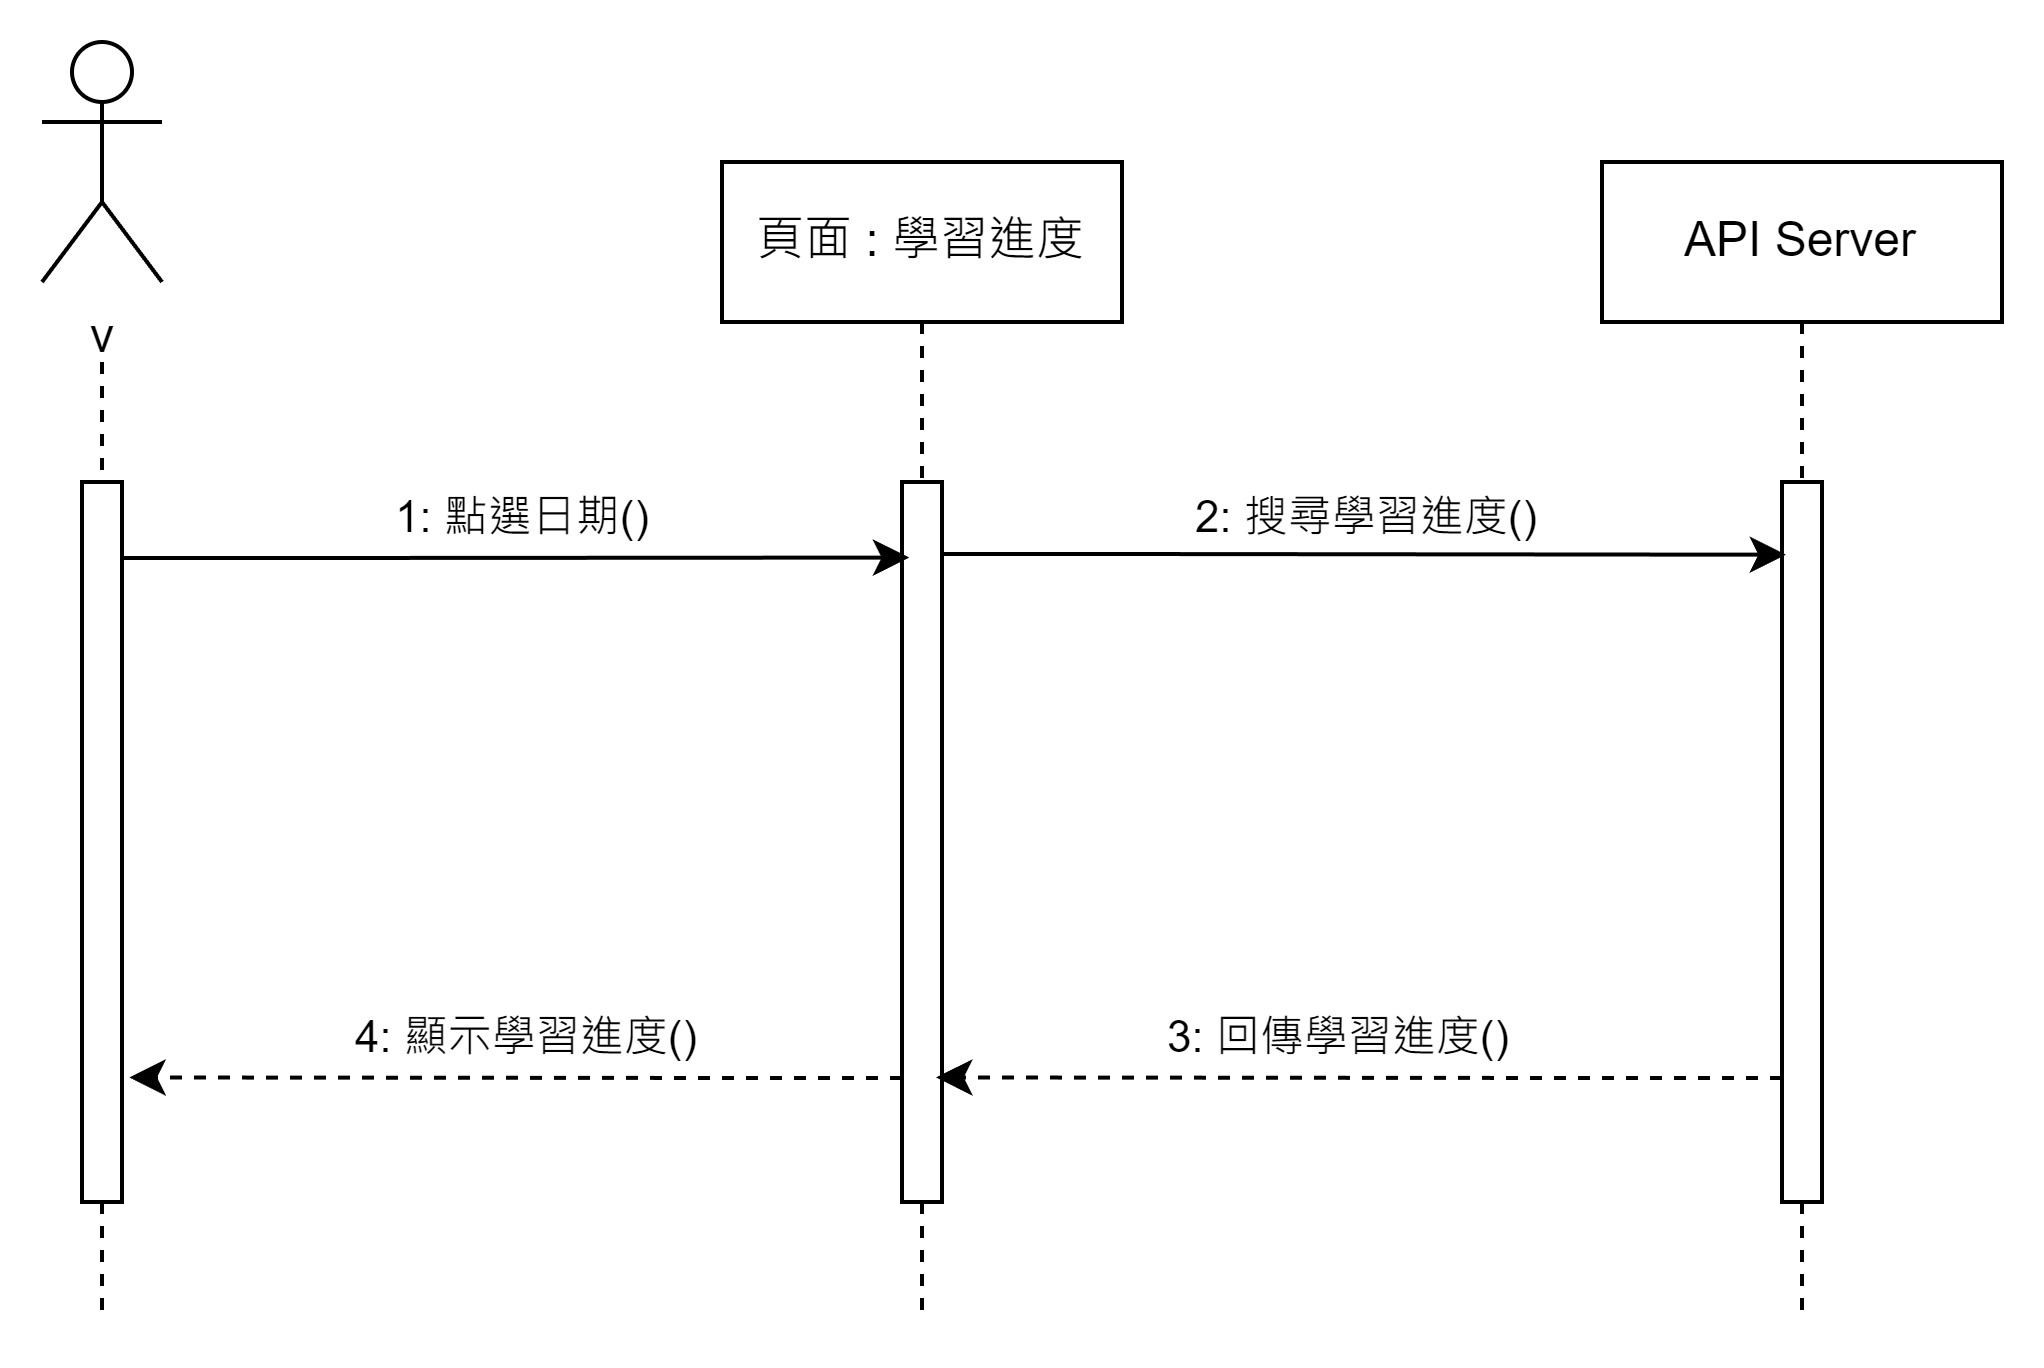 v
頁面 : 學習進度
API Server
1: 點選日期()
2: 搜尋學習進度()
4: 顯示學習進度()
3: 回傳學習進度()